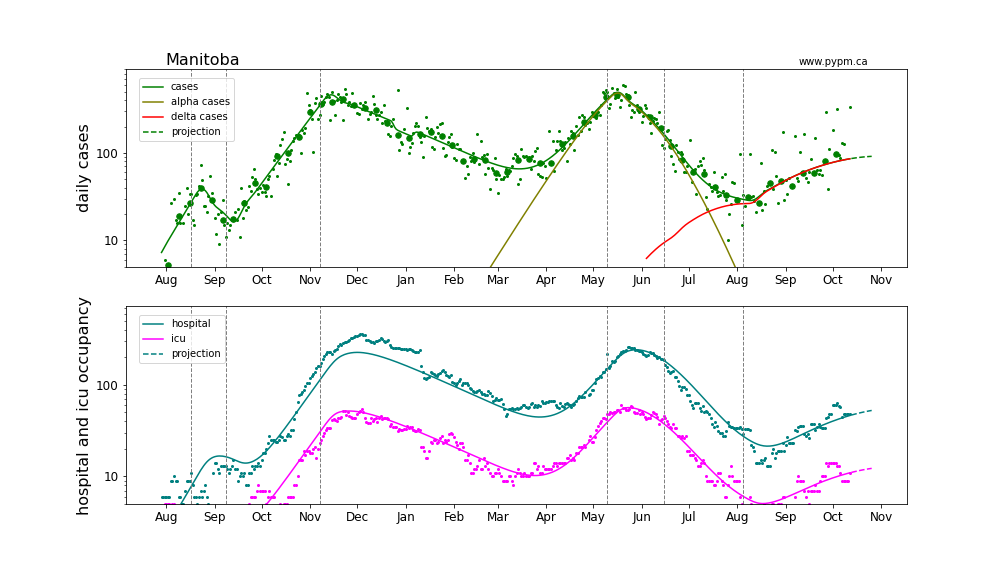 Manitoba
www.pypm.ca
daily cases
cases
alpha cases
delta cases
projection
100
10
Aug Sep Oct Nov Dec Jan Feb Mar Apr May Jun Jul Aug Sep Oct Nov
hospital and icu occupancy
hospital
icu
projection
100
10
Aug Sep Oct Nov Dec Jan Feb Mar Apr May Jun Jul Aug Sep Oct Nov